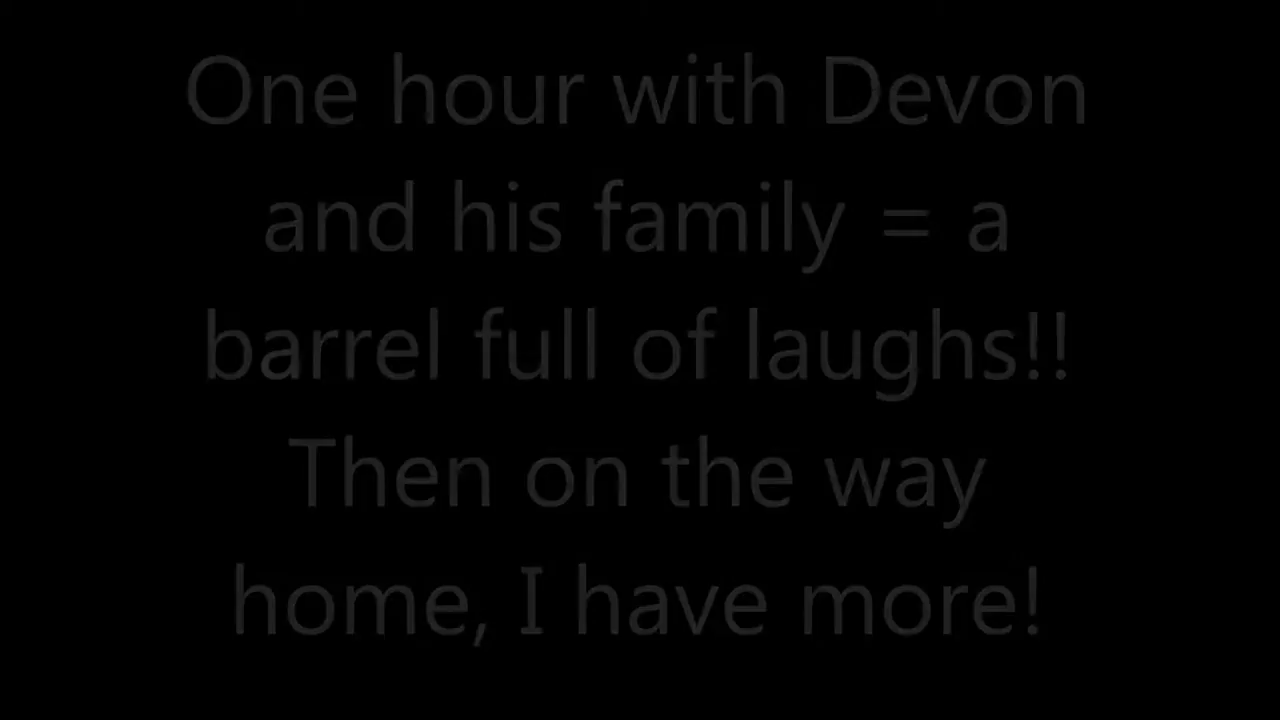 One hour with Devon
and his family = a
barrel full of laughs!!
Then on the way
home, I have more!